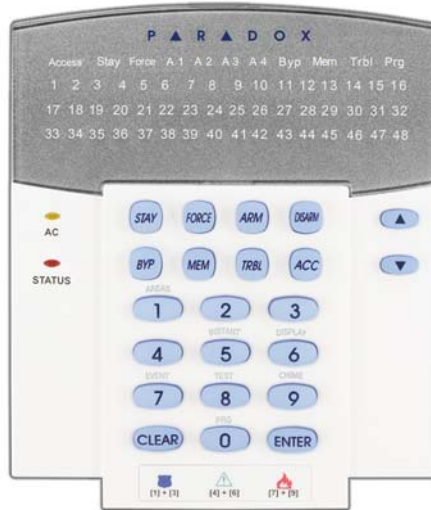 PARADOX
Access Stay Force A 1 A 2 A 3 A 4 Byp Mem Trbl Prg
1 2 3 4 5 6 7 8 9 10 11 12 13 14 15 16
17 18 19 20 21 22 23 24 25 26 27 28 29 30 31 32
33 34 35 36 37 38 39 40 41 42 43 44 45 46 47 48
STAY FORCE ARM DISARM
AC
BYP MEM TRBL ACC
STATUS
AREAS
1 2 3
INSTANT DISPLAY
4 5 6
EVENT TEST CHIME
7 8 9
PRG
CLEAR 0 ENTER
[1] + [3] [4] + [6] [7] + [9]